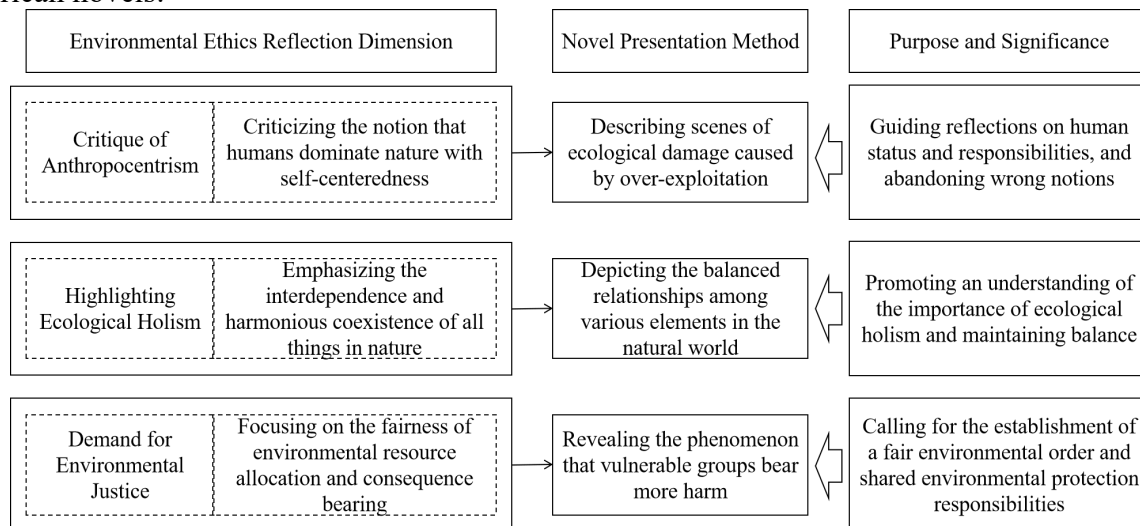 Environmental Ethics Reflection Dimension
Novel Presentation Method
Purpose and Significance
Critique of
Anthropocentrism
Criticizing the notion that
humans dominate nature with
self-centeredness
Describing scenes of
ecological damage caused
by over-exploitation
Guiding reflections on human
status and responsibilities, and
abandoning wrong notions
Highlighting
Ecological Holism
Emphasizing the
interdependence and
harmonious coexistence of all
things in nature
Depicting the balanced
relationships among
various elements in the
natural world
Promoting an understanding of
the importance of ecological
holism and maintaining balance
Demand for
Environmental
Justice
Focusing on the fairness of
environmental resource
allocation and consequence
bearing
Revealing the phenomenon
that vulnerable groups bear
more harm
Calling for the establishment of
a fair environmental order and
shared environmental protection
responsibilities